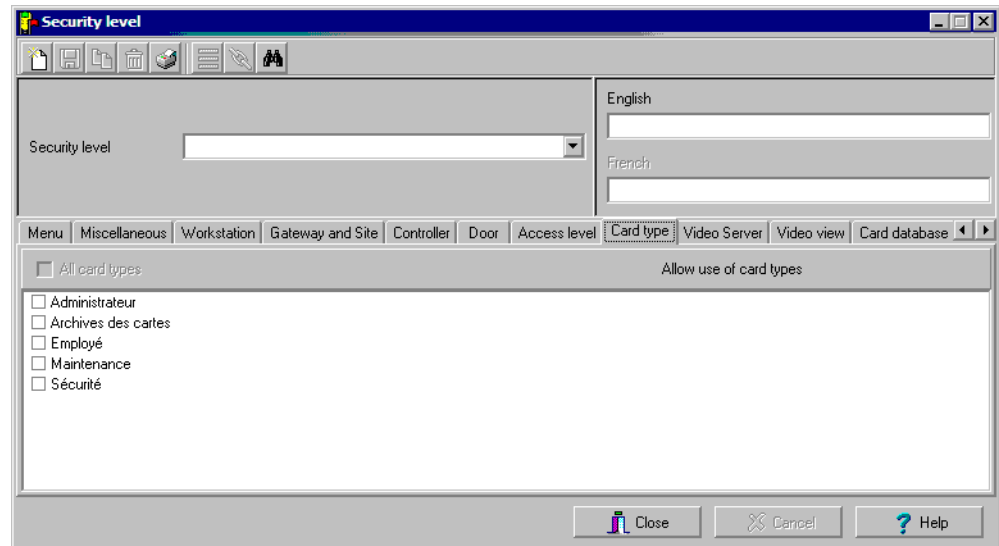 Security level
English
Security level
French
Menu Miscellaneous Workstation Gateway and Site Controller Door Access level Card type Video Server Video view Card database
All card types Allow use of card types
Administrateur
Archives des cartes
Employé
Maintenance
Sécurité
Close Cancel Help